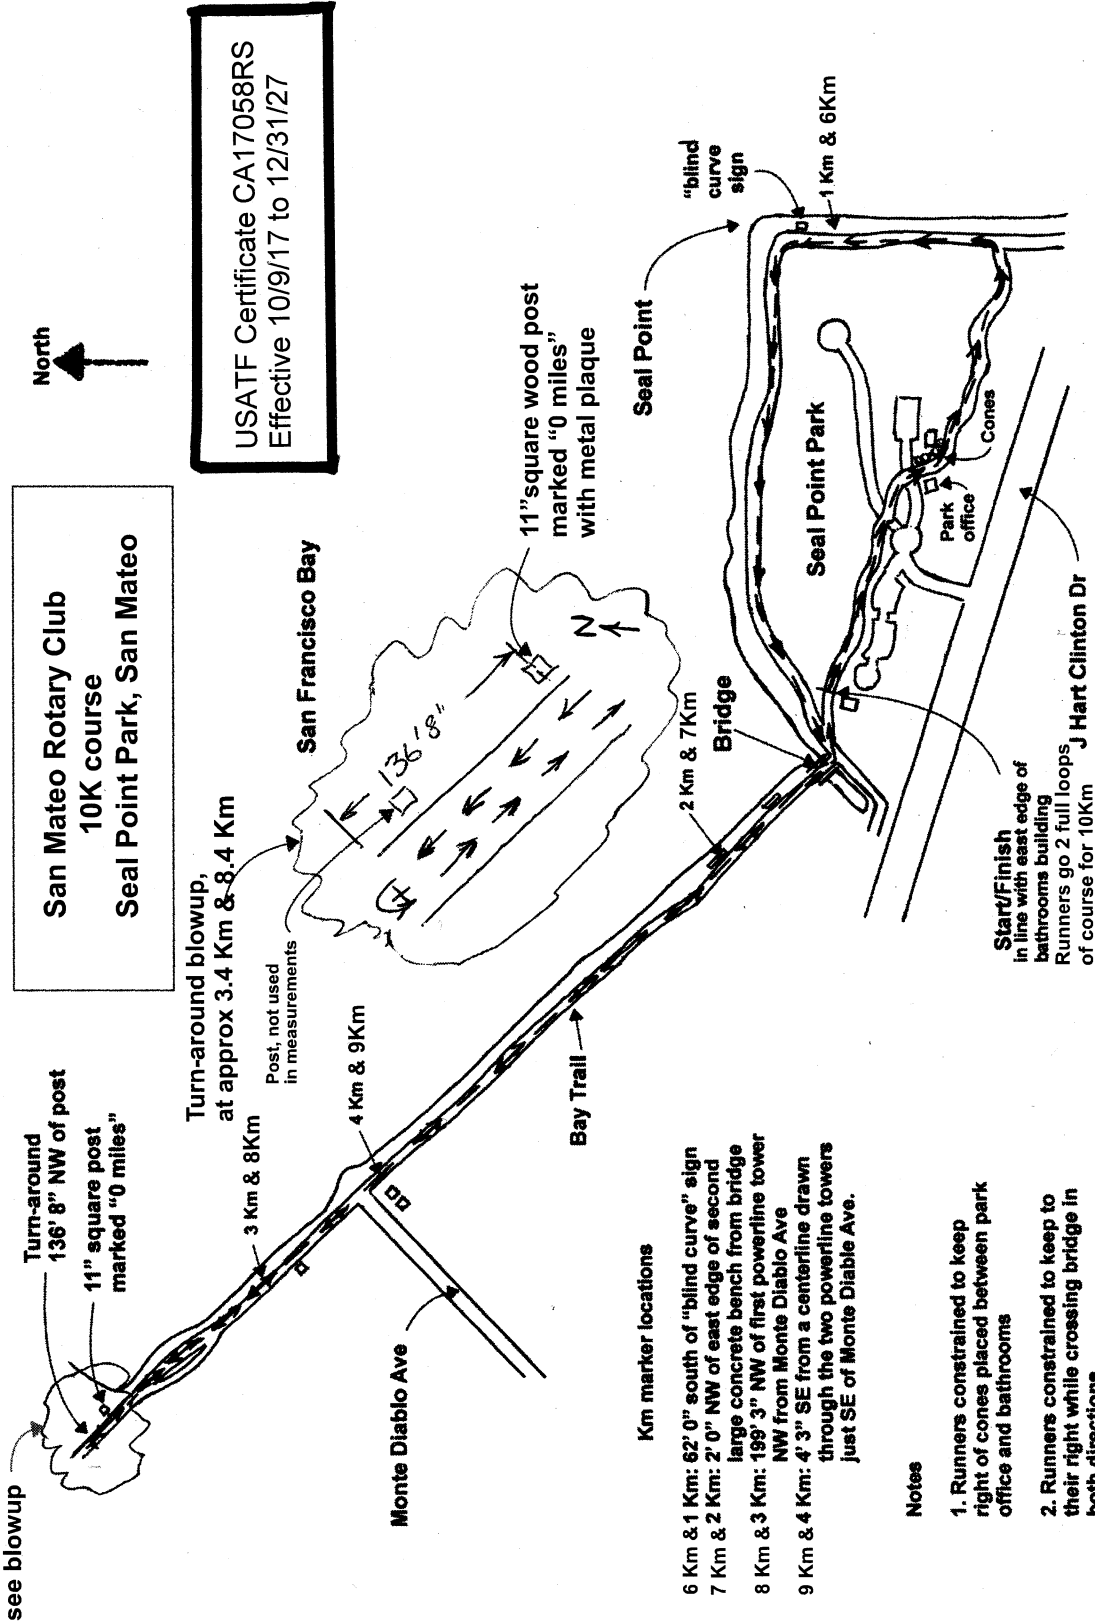 San Mateo Rotary Club
10K course
Seal Point Park, San Mateo
North
USATF Certificate CA17058RS
Effective 10/9/17 to 12/31/27
see blowup
Turn-around
136' 8" NW of post
11" square post
marked “0 miles”
Turn-around blowup,
at approx 3.4 Km & 8.4 Km
Post, not used
in measurements
136'8"
N
San Francisco Bay
11”square wood post
marked “0 miles”
with metal plaque
3 Km & 8Km
4 Km & 9Km
Bay Trail
2 Km & 7Km
Bridge
Seal Point
“blind
curve
sign
1 Km & 6Km
Seal Point Park
Park
office
Cones
Monte Diablo Ave
J Hart Clinton Dr
Start/Finish
in line with east edge of
bathrooms building
Runners go 2 full loops
of course for 10Km
Km marker locations
6 Km &1 Km: 62' 0" south of “blind curve” sign
7 Km & 2 Km: 2' 0" NW of east edge of second
large concrete bench from bridge
8 Km &3 Km: 199' 3" NW of first powerline tower
NW from Monte Diablo Ave
9 Km & 4 Km: 4' 3" SE from a centerline drawn
through the two powerline towers
just SE of Monte Diable Ave.
Notes
1. Runners constrained to keep
right of cones placed between park
office and bathrooms
2. Runners constrained to keep to
their right while crossing bridge in
both directions